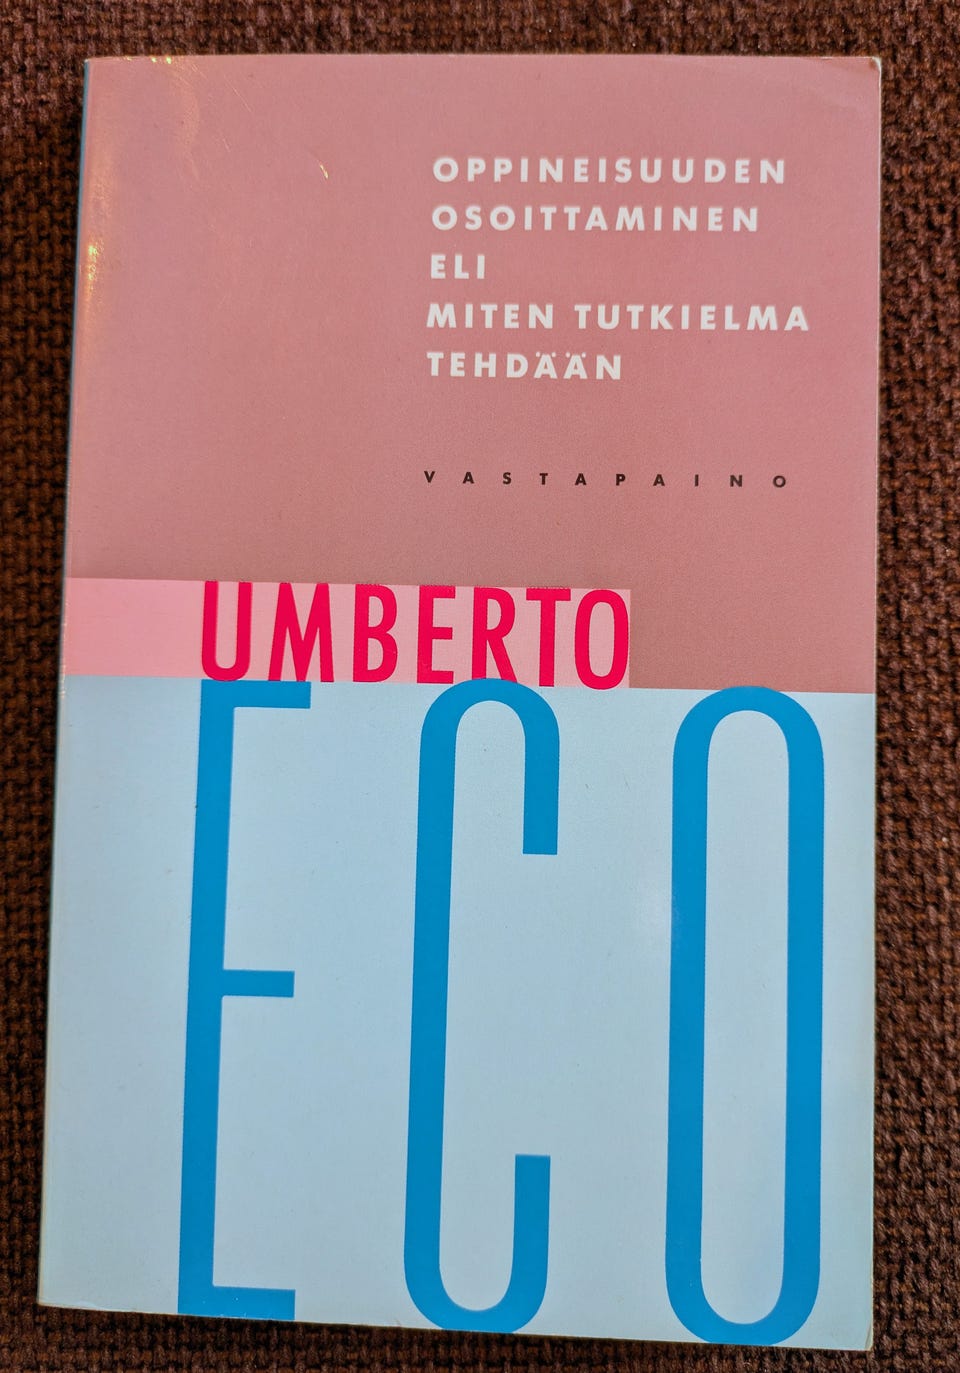 OPPINEISUUDEN
OSOITTAMINEN
ELI
MITEN TUTKIELMA
TEHDÄÄN
VASTAPAINO
UMBERTO
ECO